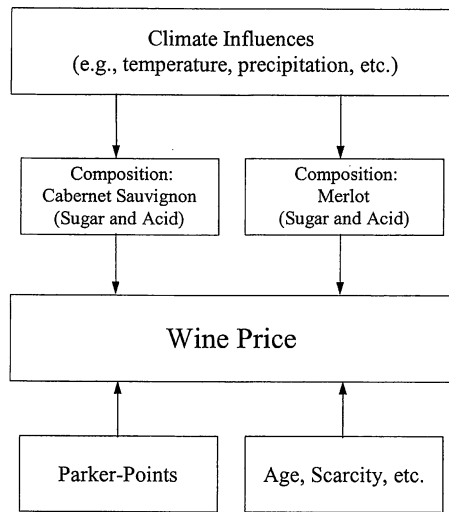 Climate Influences
(e.g., temperature, precipitation, etc.)
Composition:
Cabernet Sauvignon
(Sugar and Acid)
Composition:
Merlot
(Sugar and Acid)
Wine Price
Parker-Points
Age, Scarcity, etc.